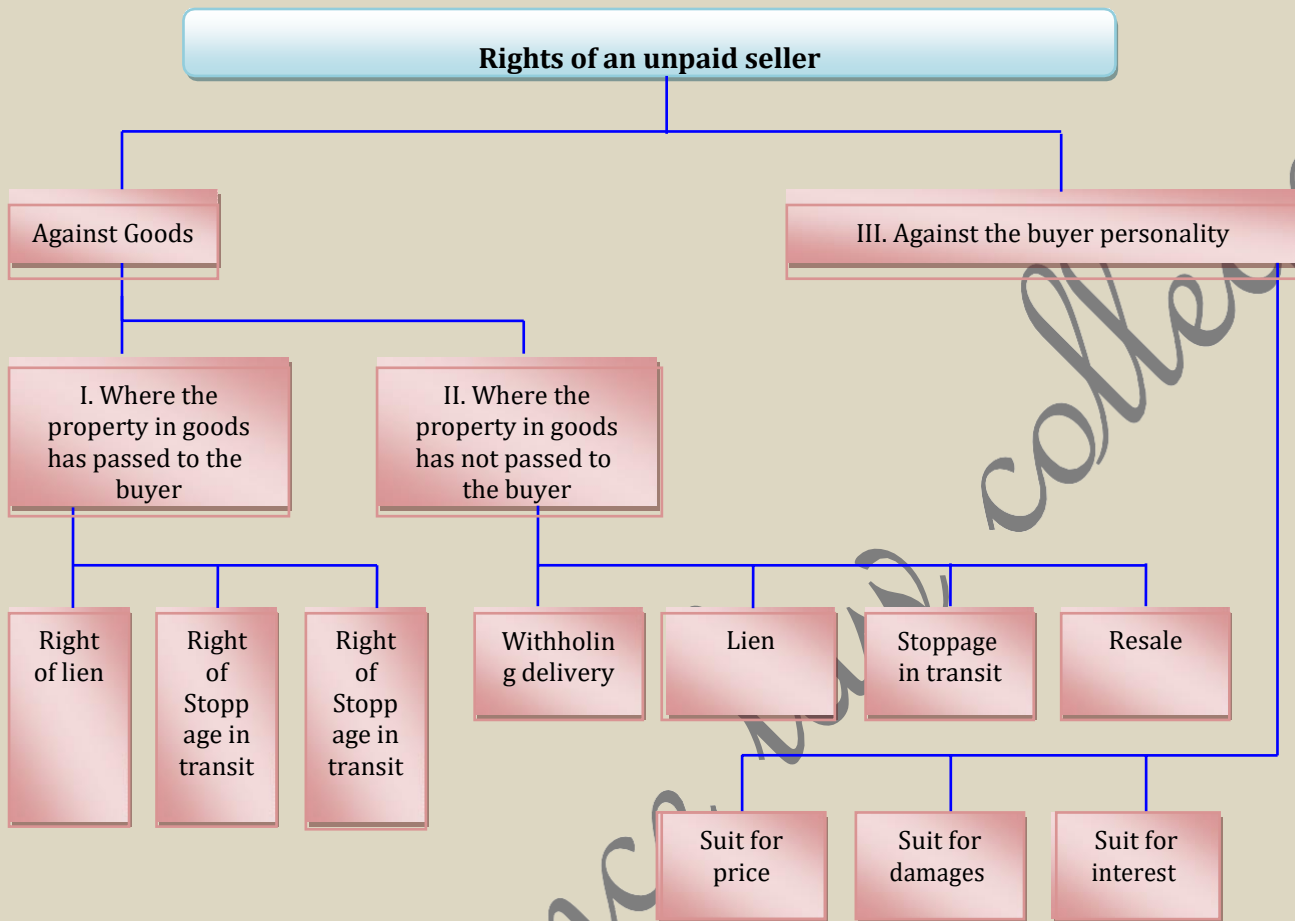 Rights of an unpaid seller
Against Goods
III. Against the buyer personality
I. Where the
property in goods
has passed to the
buyer
II. Where the
property in goods
has not passed to
the buyer
Right
of lien
Right
of
Stopp
age in
transit
Right
of
Stopp
age in
transit
Withholin
g delivery
Lien
Stoppage
in transit
Resale
Suit for
price
Suit for
damages
Suit for
interest